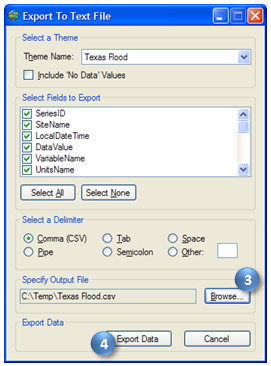 Export To Text File
Select a Theme
Theme Name: Texas Flood
Include 'No Data' Values
Select Fields to Export
SeriesID
SiteName
LocalDateTime
DataValue
VariableName
UnitsName
Select All Select None
Select a Delimiter
Comma (CSV) Tab Space
Pipe Semicolon Other:
Specify Output File
3
C:\Temp\Texas Flood.csv Browse...
Export Data
4 Export Data Cancel